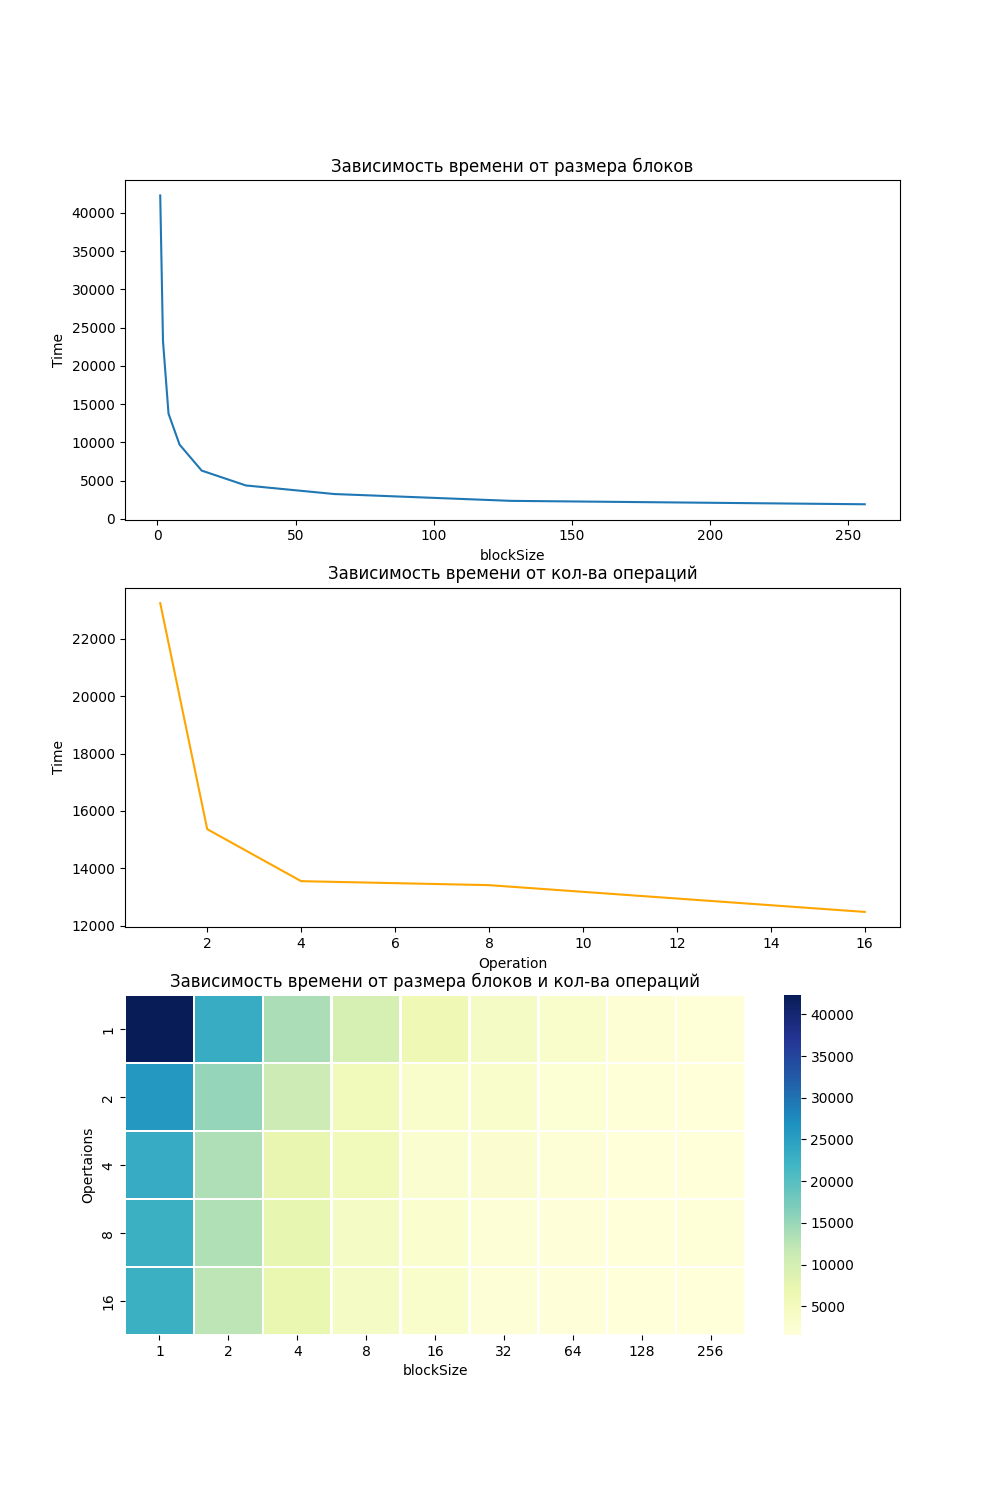 Зависимость времени от размера блоков
40000
35000
30000
25000
20000
15000
10000
5000
0
Time
0 50 100 150 200 250
blockSize
Зависимость времени от кол-ва операций
22000
20000
18000
16000
14000
12000
Time
2 4 6 8 10 12 14 16
Operation
Зависимость времени от размера блоков и кол-ва операций
1
2
4
8
16
Opertaions
1 2 4 8 16 32 64 128 256
blockSize
40000
35000
30000
25000
20000
15000
10000
5000